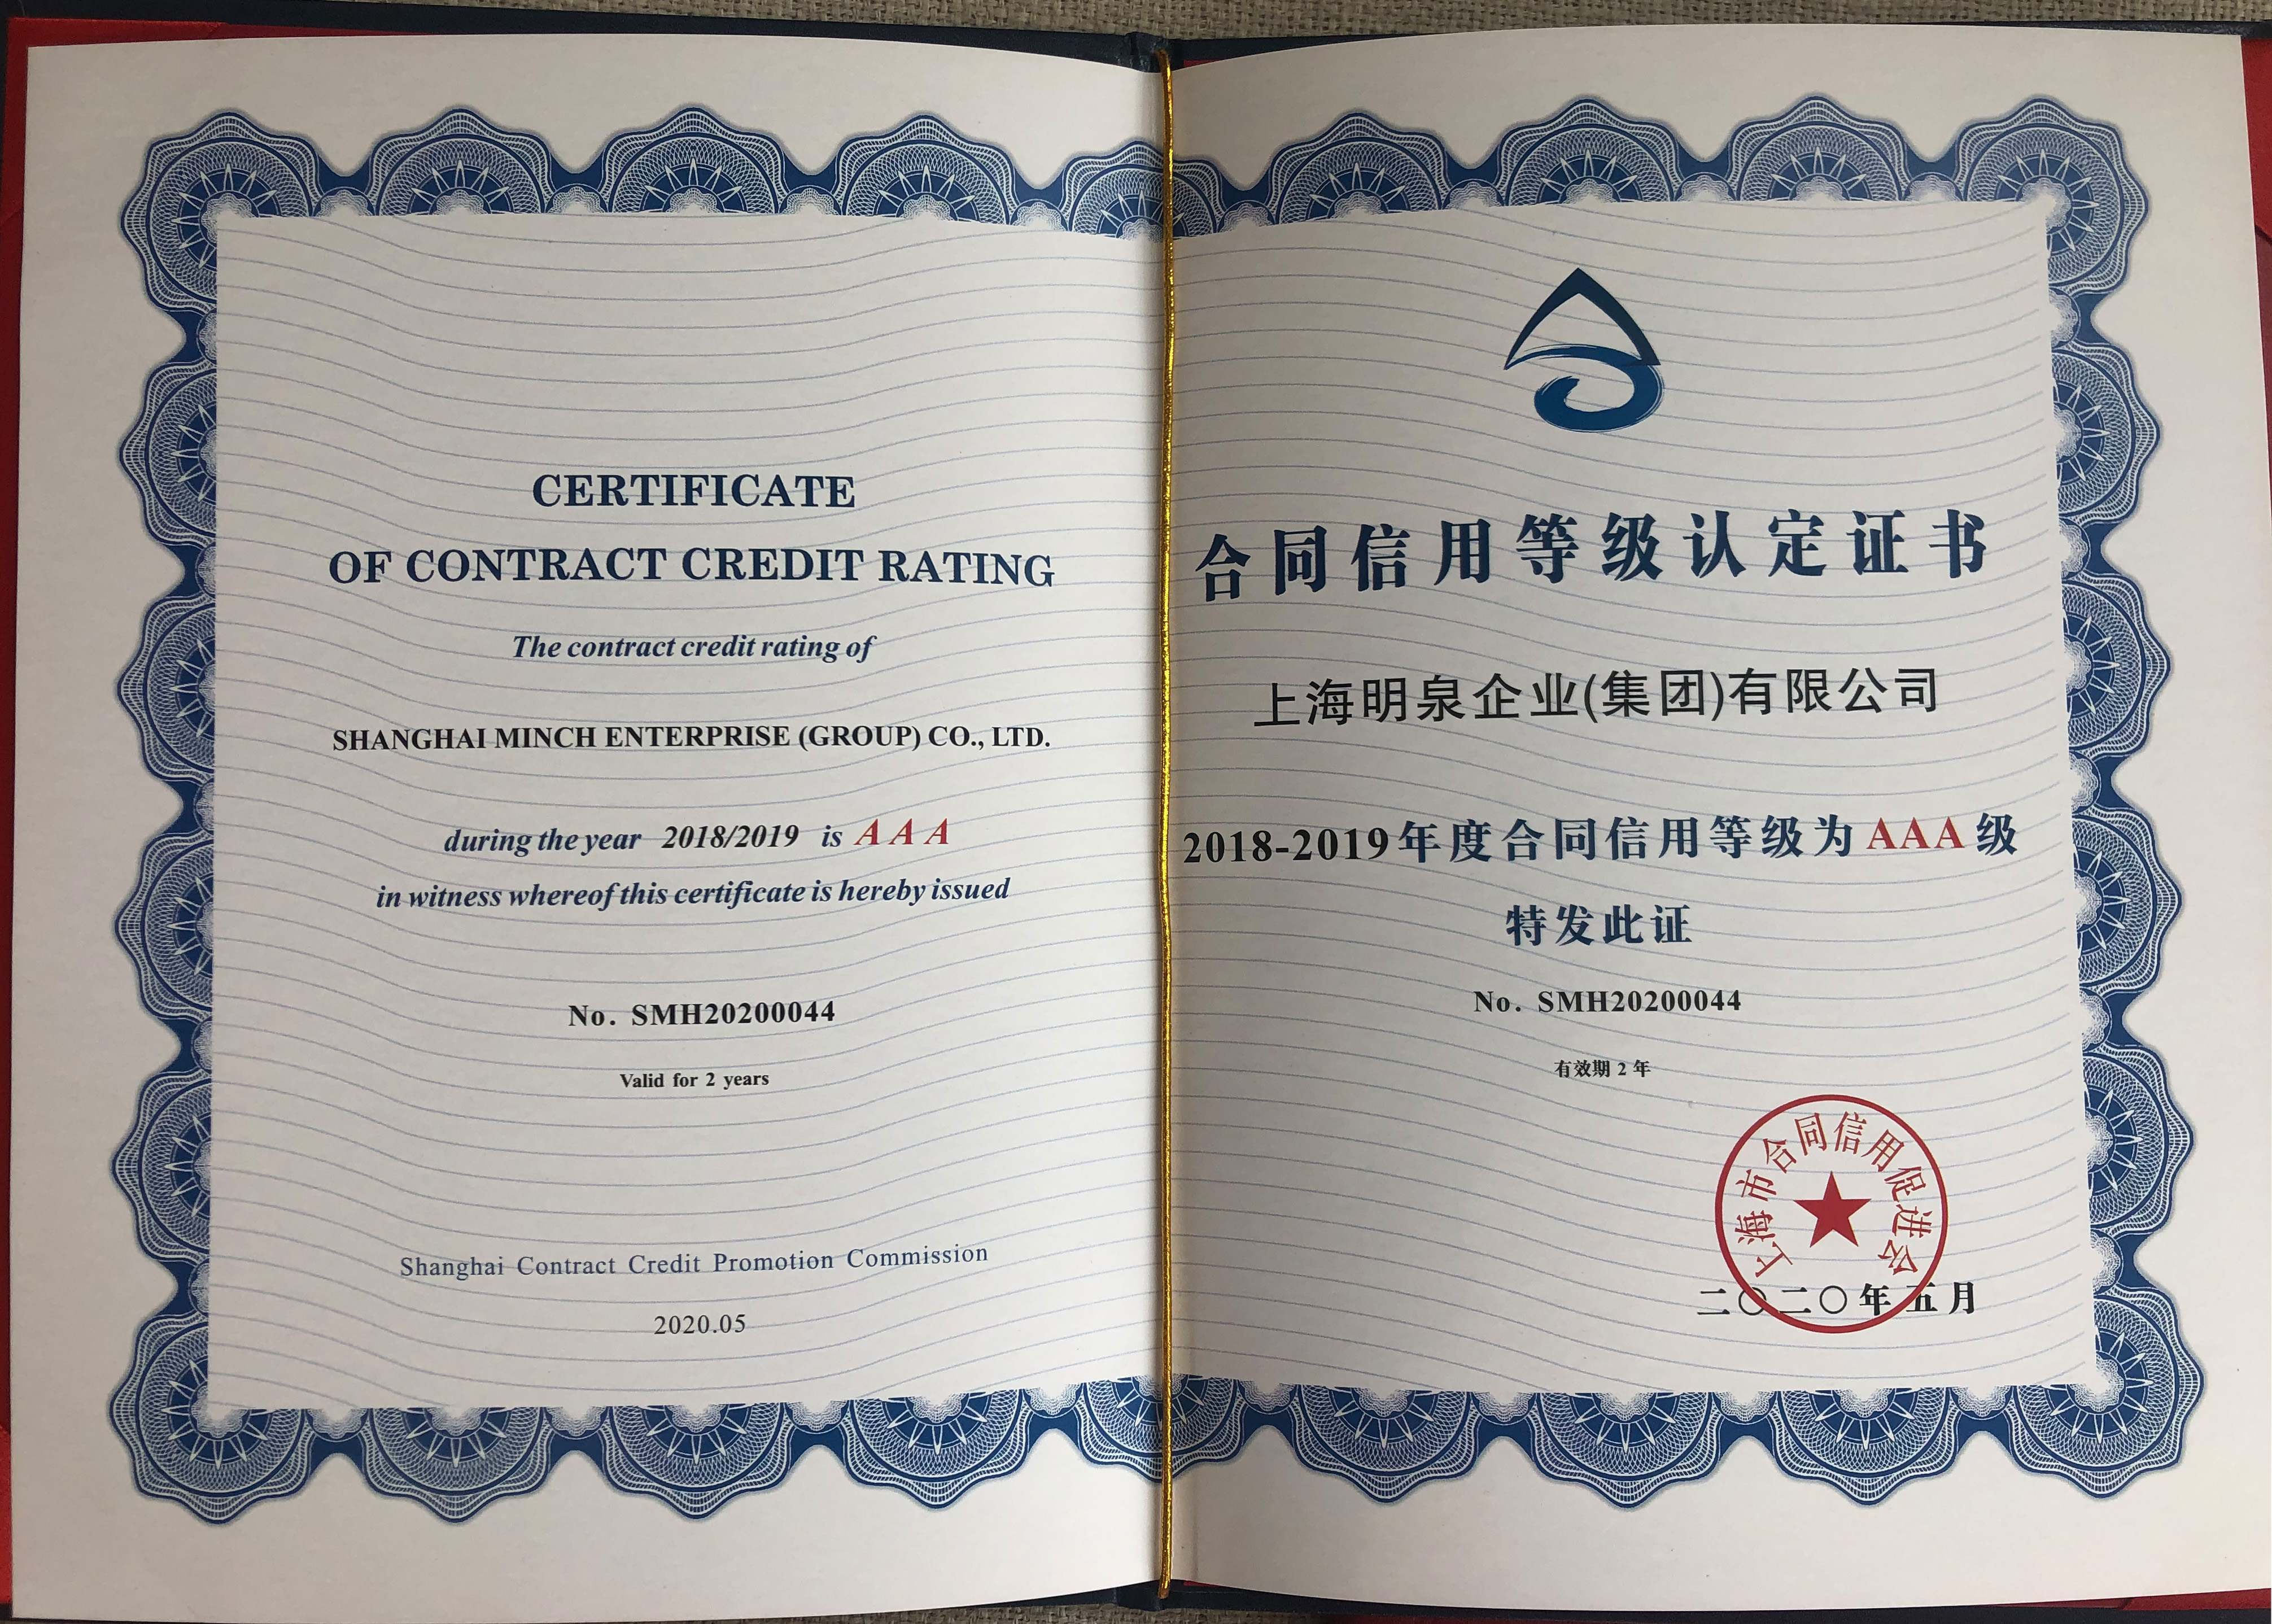 CERTIFICATE
OF CONTRACT CREDIT RATING
The contract credit rating of
SHANGHAI MINCH ENTERPRISE (GROUP) CO., LTD.
during the year 2018/2019 is A A A
in witness whereof this certificate is hereby issued
No. SMH20200044
Valid for 2 years
Shanghai Contract Credit Promotion Commission
2020.05
合同信用等级认定证书
上海明泉企业(集团)有限公司
2018-2019年度合同信用等级为AAA级
特发此证
No. SMH20200044
有效期 2 年
上海市合同信用促进会
二〇二〇年五月